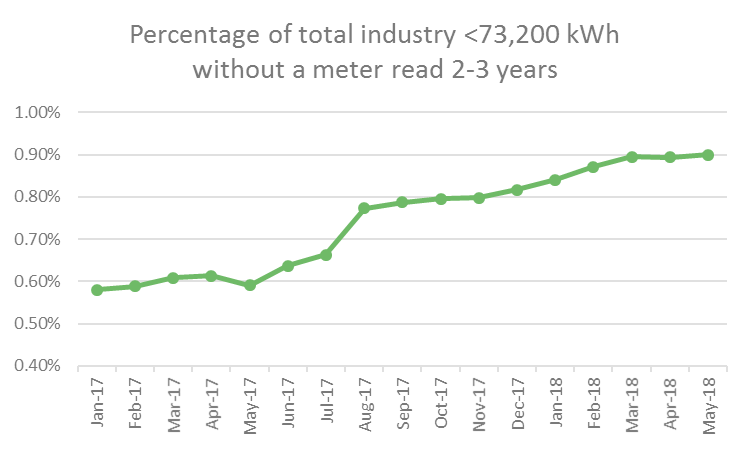 Percentage of total industry <73,200 kWh
without a meter read 2-3 years
1.00%
0.90%
0.80%
0.70%
0.60%
0.50%
0.40%
Jan-17
Feb-17
Mar-17
Apr-17
May-17
Jun-17
Jul-17
Aug-17
Sep-17
Oct-17
Nov-17
Dec-17
Jan-18
Feb-18
Mar-18
Apr-18
May-18